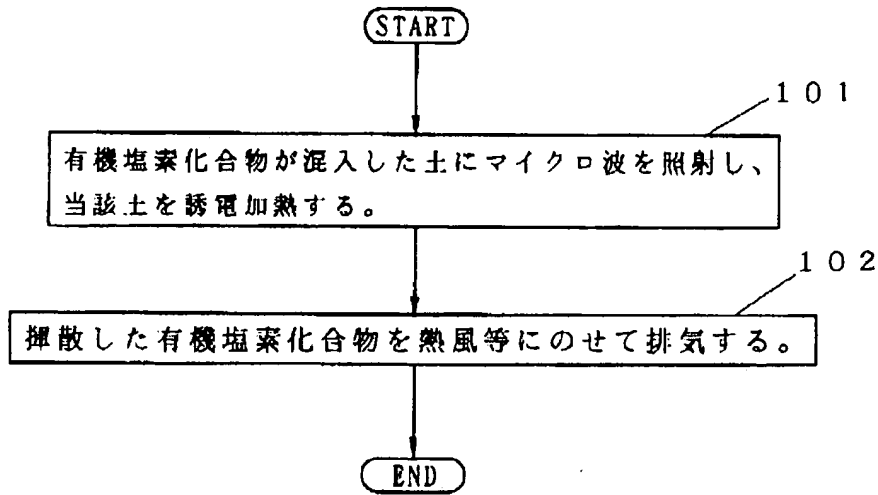 START
101
有機塩素化合物が混入した土にマイクロ波を照射し、
当該土を誘電加熱する。
102
揮散した有機塩素化合物を熱風等にのせて排気する。
END